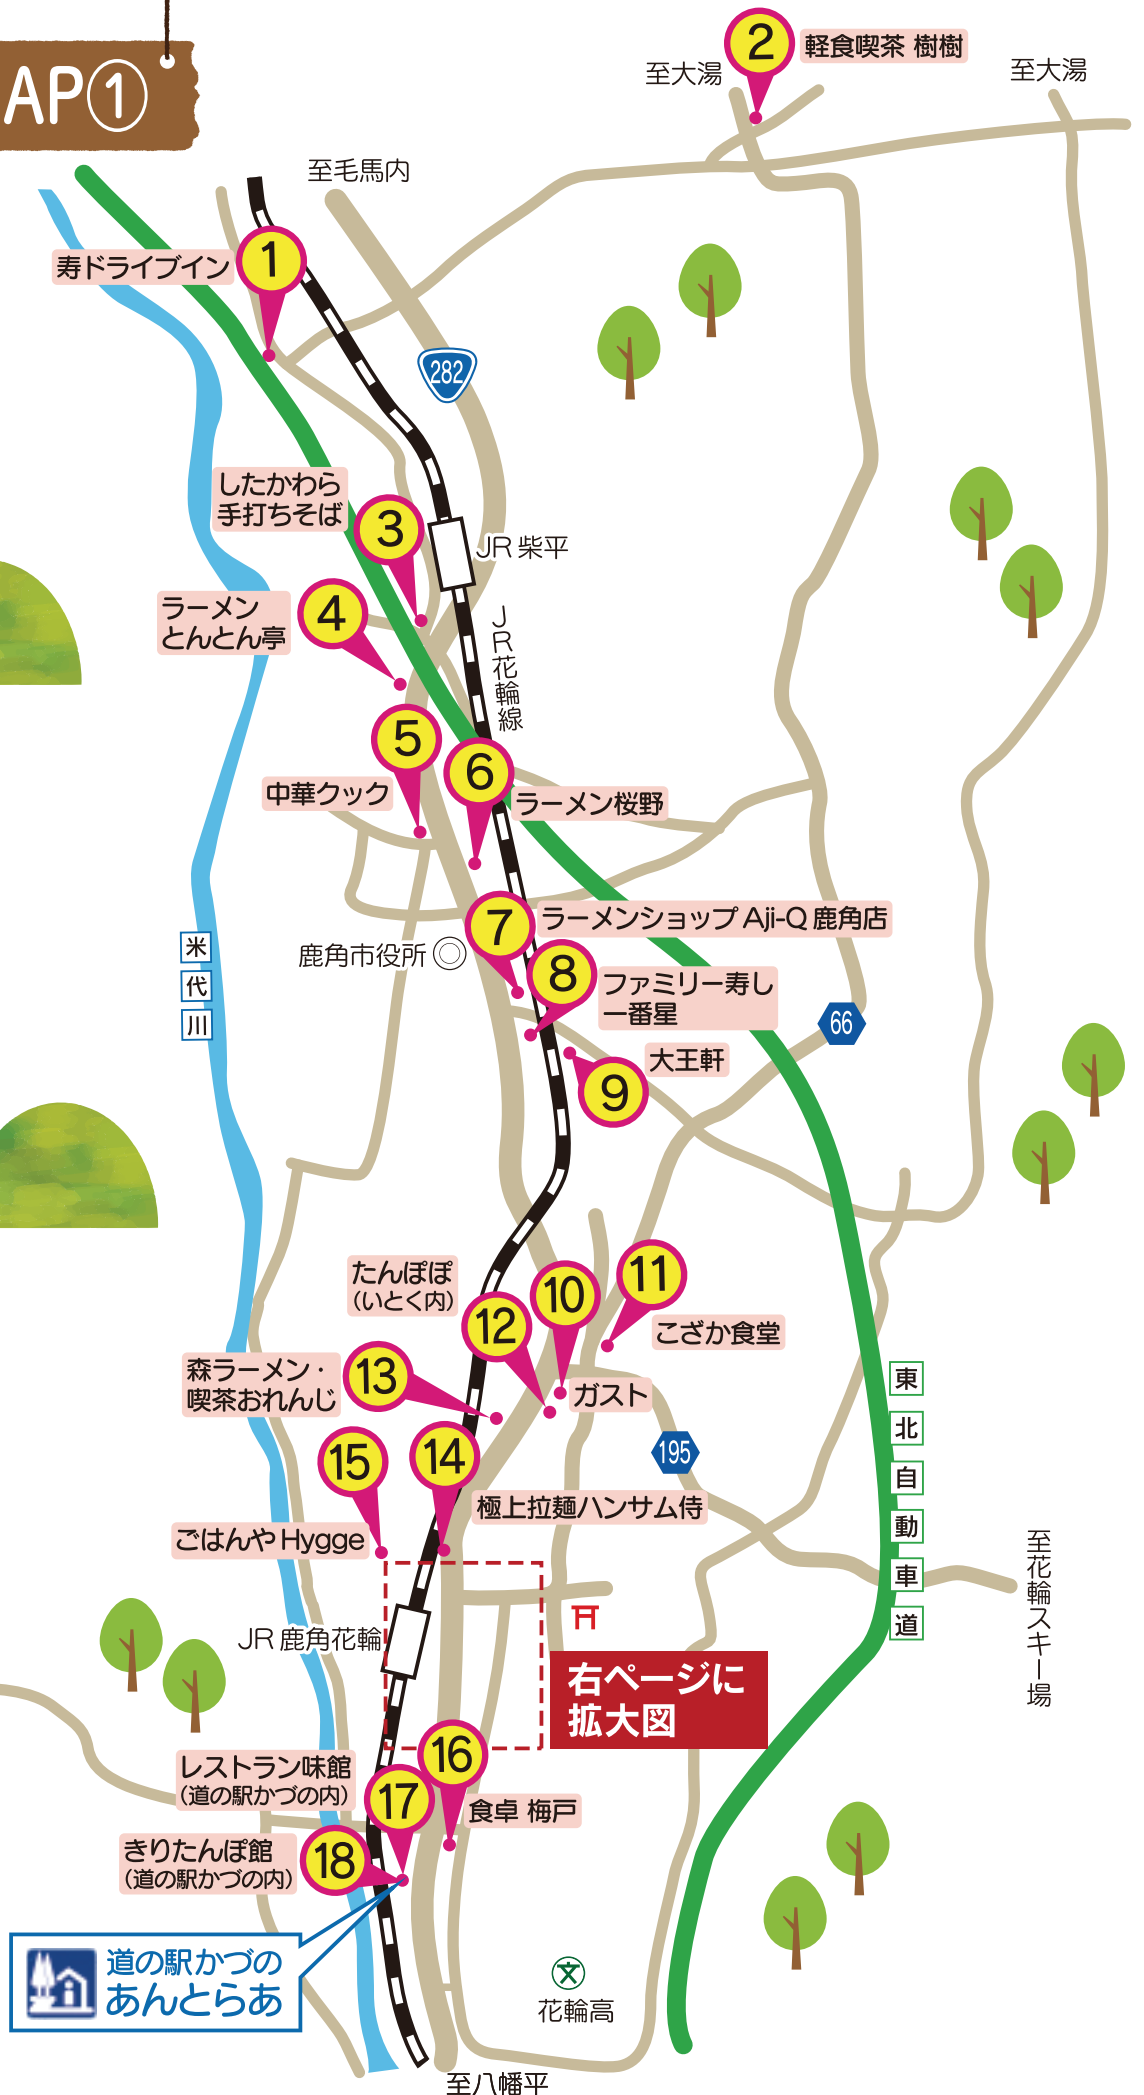 AP①
2
軽食喫茶 樹樹
至大湯
至大湯
至毛馬内
1
寿ドライブイン
282
したかわら
手打ちそば
3
JR 柴平
ラーメン
とんとん亭
4
JR花輪線
5
中華クック
6
ラーメン桜野
7
ラーメンショップ Aji-Q 鹿角店
鹿角市役所
8
ファミリー寿し
一番星
米代川
66
大王軒
9
たんぽぽ
(いとく内)
10
11
12
こざか食堂
森ラーメン・
喫茶おれんじ
13
ガスト
東北自動車道
195
14
15
極上拉麺ハンサム侍
ごはんや Hygge
至花輪スキー場
JR 鹿角花輪
右ページに
拡大図
16
レストラン味館
(道の駅かづの内)
17
食卓 梅戸
きりたんぽ館
(道の駅かづの内)
18
道の駅かづの
あんとらあ
文
花輪高
至八幡平